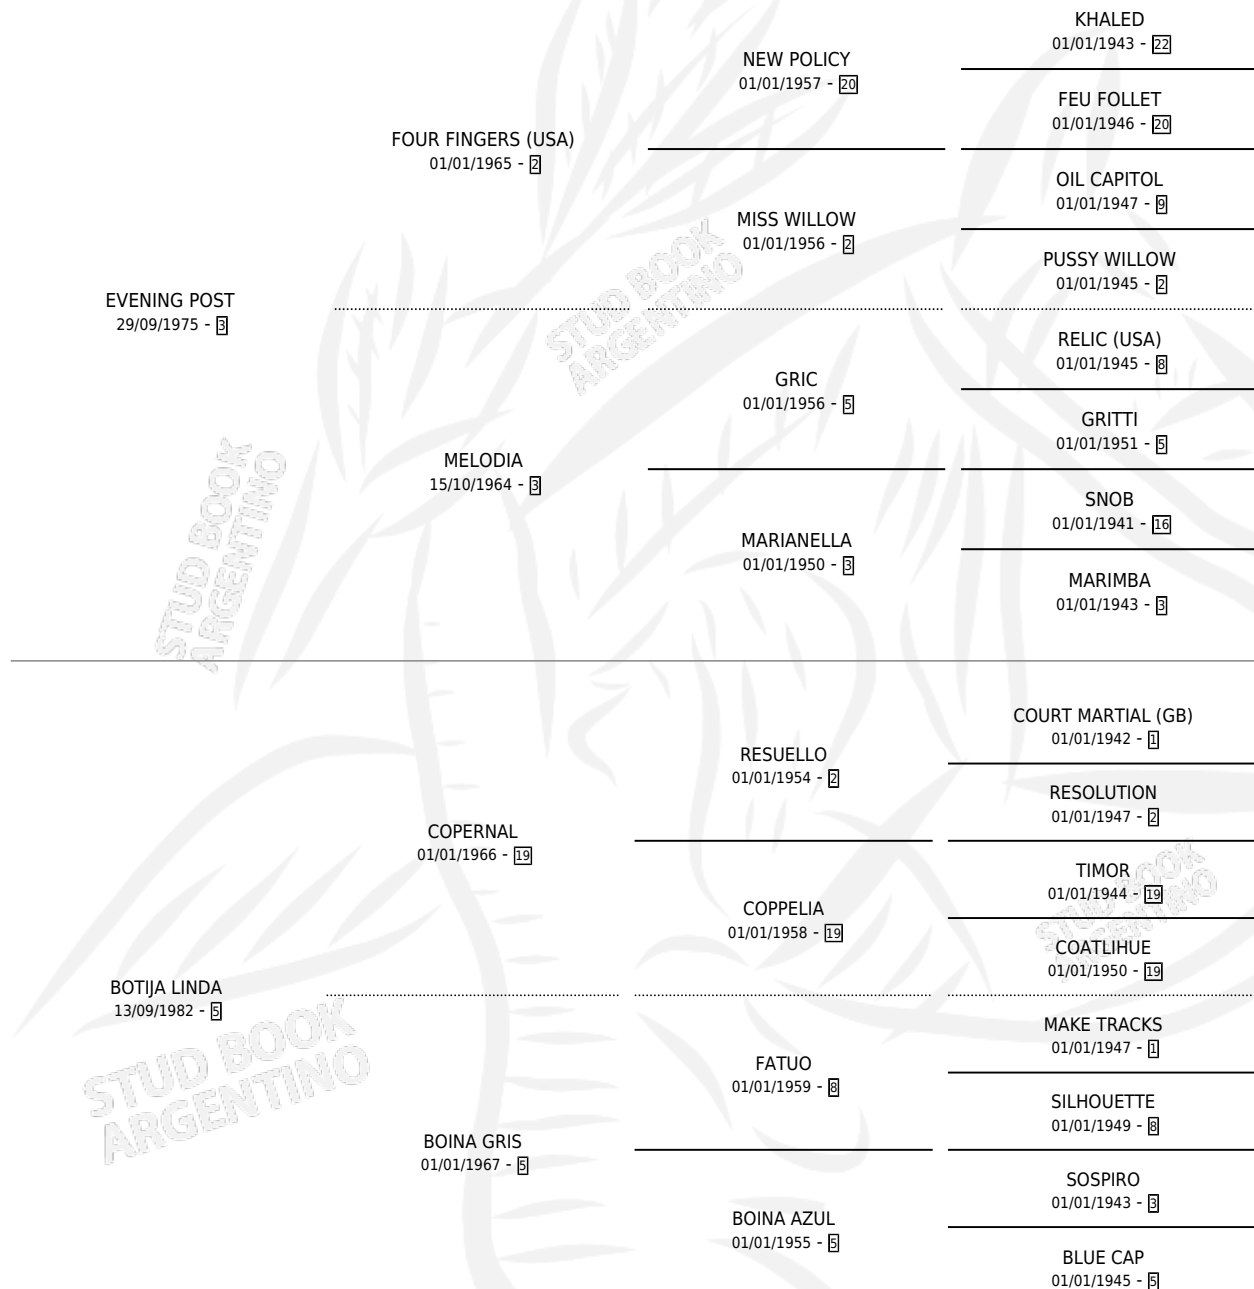 KHALED
01/01/1943 - 22
NEW POLICY
01/01/1957 - 20
FEU FOLLET
01/01/1946 - 20
FOUR FINGERS (USA)
01/01/1965 - 2
OIL CAPITOL
01/01/1947 - 9
MISS WILLOW
01/01/1956 - 2
PUSSY WILLOW
01/01/1945 - 2
EVENING POST
29/09/1975 - 3
RELIC (USA)
01/01/1945 - 8
GRIC
01/01/1956 - 5
GRITTI
01/01/1951 - 5
MELODIA
15/10/1964 - 3
SNOB
01/01/1941 - 16
MARIANELLA
01/01/1950 - 3
MARIMBA
01/01/1943 - 3
COURT MARTIAL (GB)
01/01/1942 - 1
RESUELLO
01/01/1954 - 2
RESOLUTION
01/01/1947 - 2
COPERNAL
01/01/1966 - 19
TIMOR
01/01/1944 - 19
COPPELIA
01/01/1958 - 19
COATLIHUE
01/01/1950 - 19
BOTIJA LINDA
13/09/1982 - 5
MAKE TRACKS
01/01/1947 - 1
FATUO
01/01/1959 - 8
SILHOUETTE
01/01/1949 - 8
BOINA GRIS
01/01/1967 - 5
SOSPIRO
01/01/1943 - 3
BOINA AZUL
01/01/1955 - 5
BLUE CAP
01/01/1945 - 5
STUD BOOK
ARGENTINO
STUD BOOK
ARGENTINO
STUD BOOK
ARGENTINO
STUD BOOK
ARGENTINO